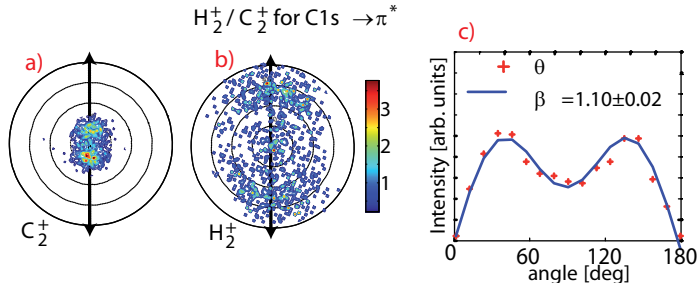 H₂⁺ / C₂⁺ for C1s → π*
a)
b)
c)
C₂⁺
H₂⁺
3
2
1
θ
β =1.10±0.02
Intensity [arb. units]
0 60 120 180
angle [deg]